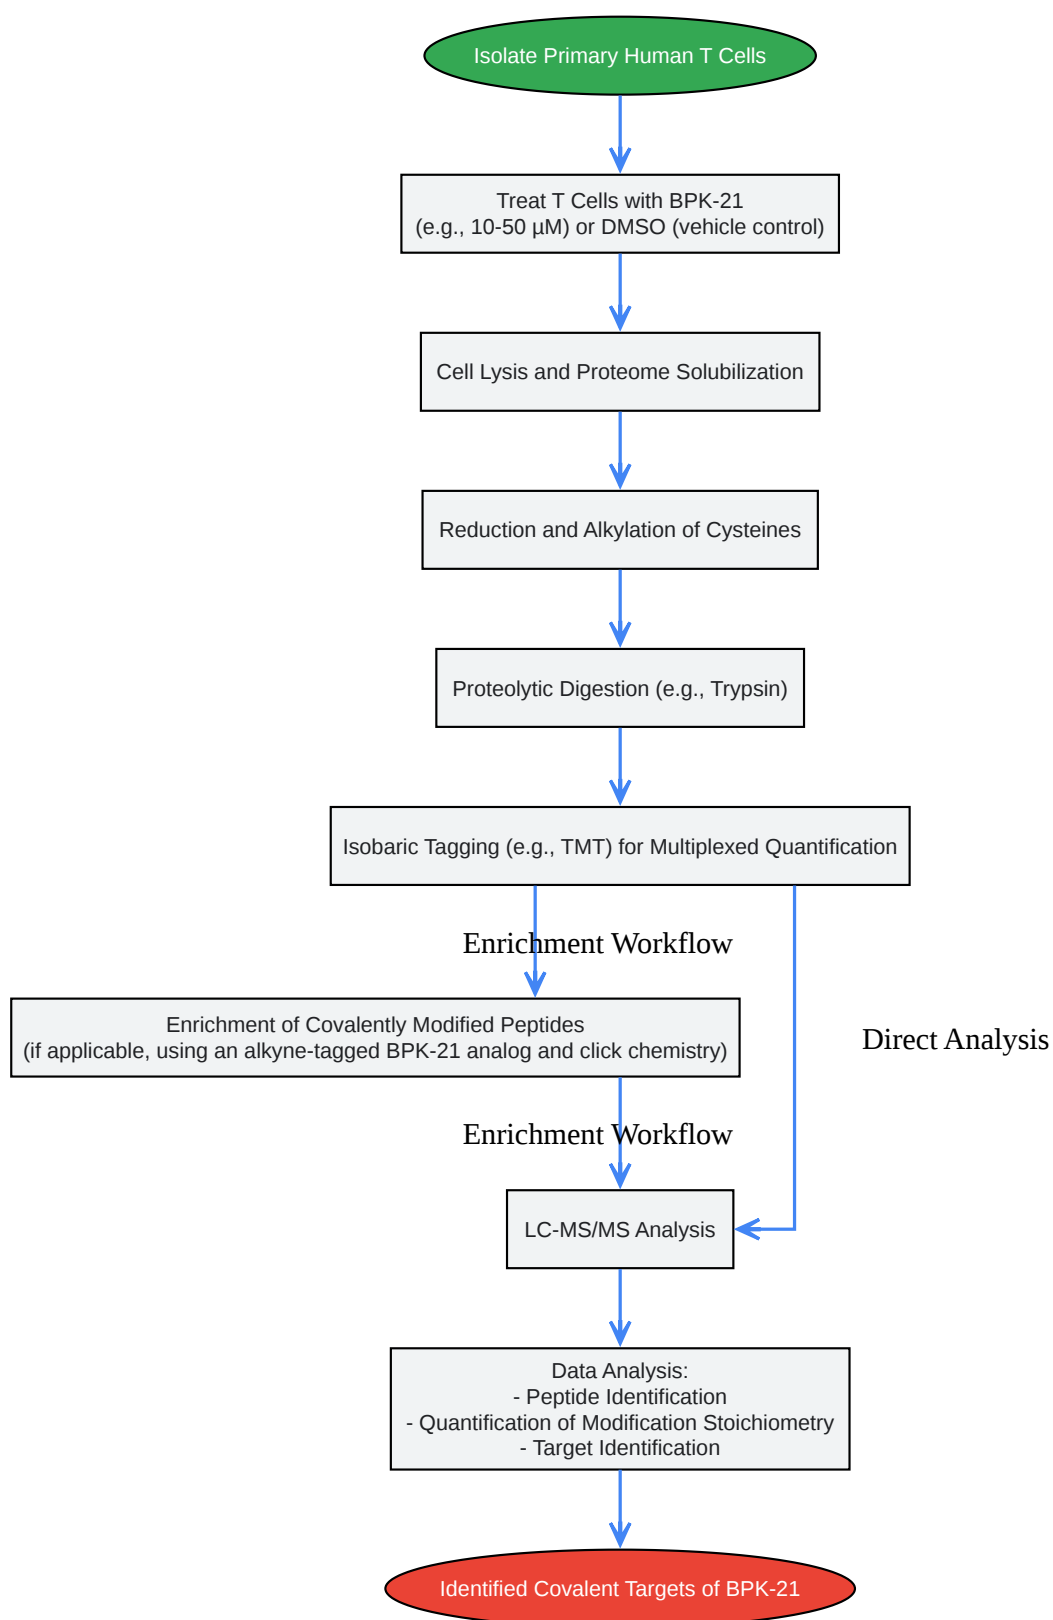 Isolate Primary Human T Cells
Treat T Cells with BPK-21
(e.g., 10-50 µM) or DMSO (vehicle control)
Cell Lysis and Proteome Solubilization
Reduction and Alkylation of Cysteines
Proteolytic Digestion (e.g., Trypsin)
Isobaric Tagging (e.g., TMT) for Multiplexed Quantification
Enrichment Workflow
Enrichment of Covalently Modified Peptides
(if applicable, using an alkyne-tagged BPK-21 analog and click chemistry)
Direct Analysis
Enrichment Workflow
LC-MS/MS Analysis
Data Analysis:
- Peptide Identification
- Quantification of Modification Stoichiometry
- Target Identification
Identified Covalent Targets of BPK-21